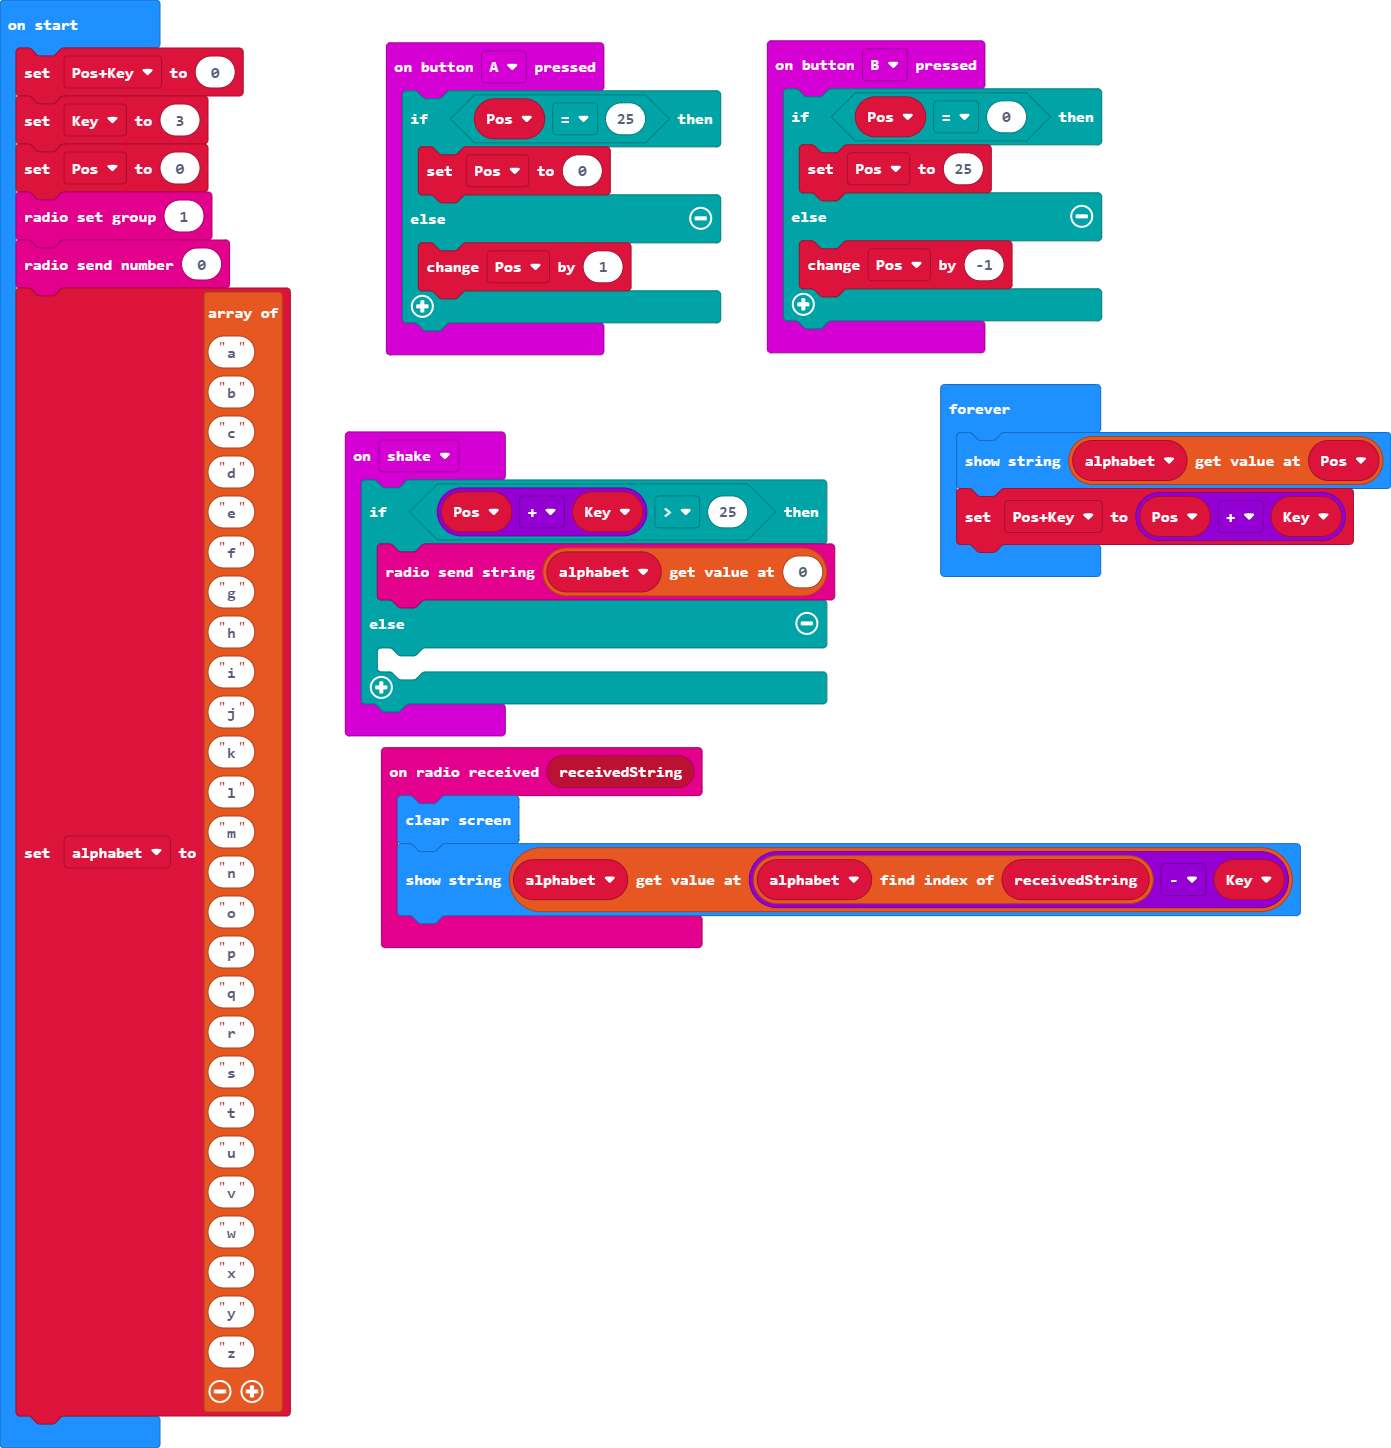 on start
set Pos+Key to 0
set Key to 3
set Pos to 0
radio set group 1
radio send number 0
set alphabet to array of
"a"
"b"
"c"
"d"
"e"
"f"
"g"
"h"
"i"
"j"
"k"
"l"
"m"
"n"
"o"
"p"
"q"
"r"
"s"
"t"
"u"
"v"
"w"
"x"
"y"
"z"
on button A pressed
if Pos = 25 then
set Pos to 0
else
change Pos by 1
on button B pressed
if Pos = 0 then
set Pos to 25
else
change Pos by -1
forever
show string alphabet get value at Pos
set Pos+Key to Pos + Key
on shake
if Pos + Key > 25 then
radio send string alphabet get value at 0
else
on radio received receivedString
clear screen
show string alphabet get value at alphabet find index of receivedString - Key